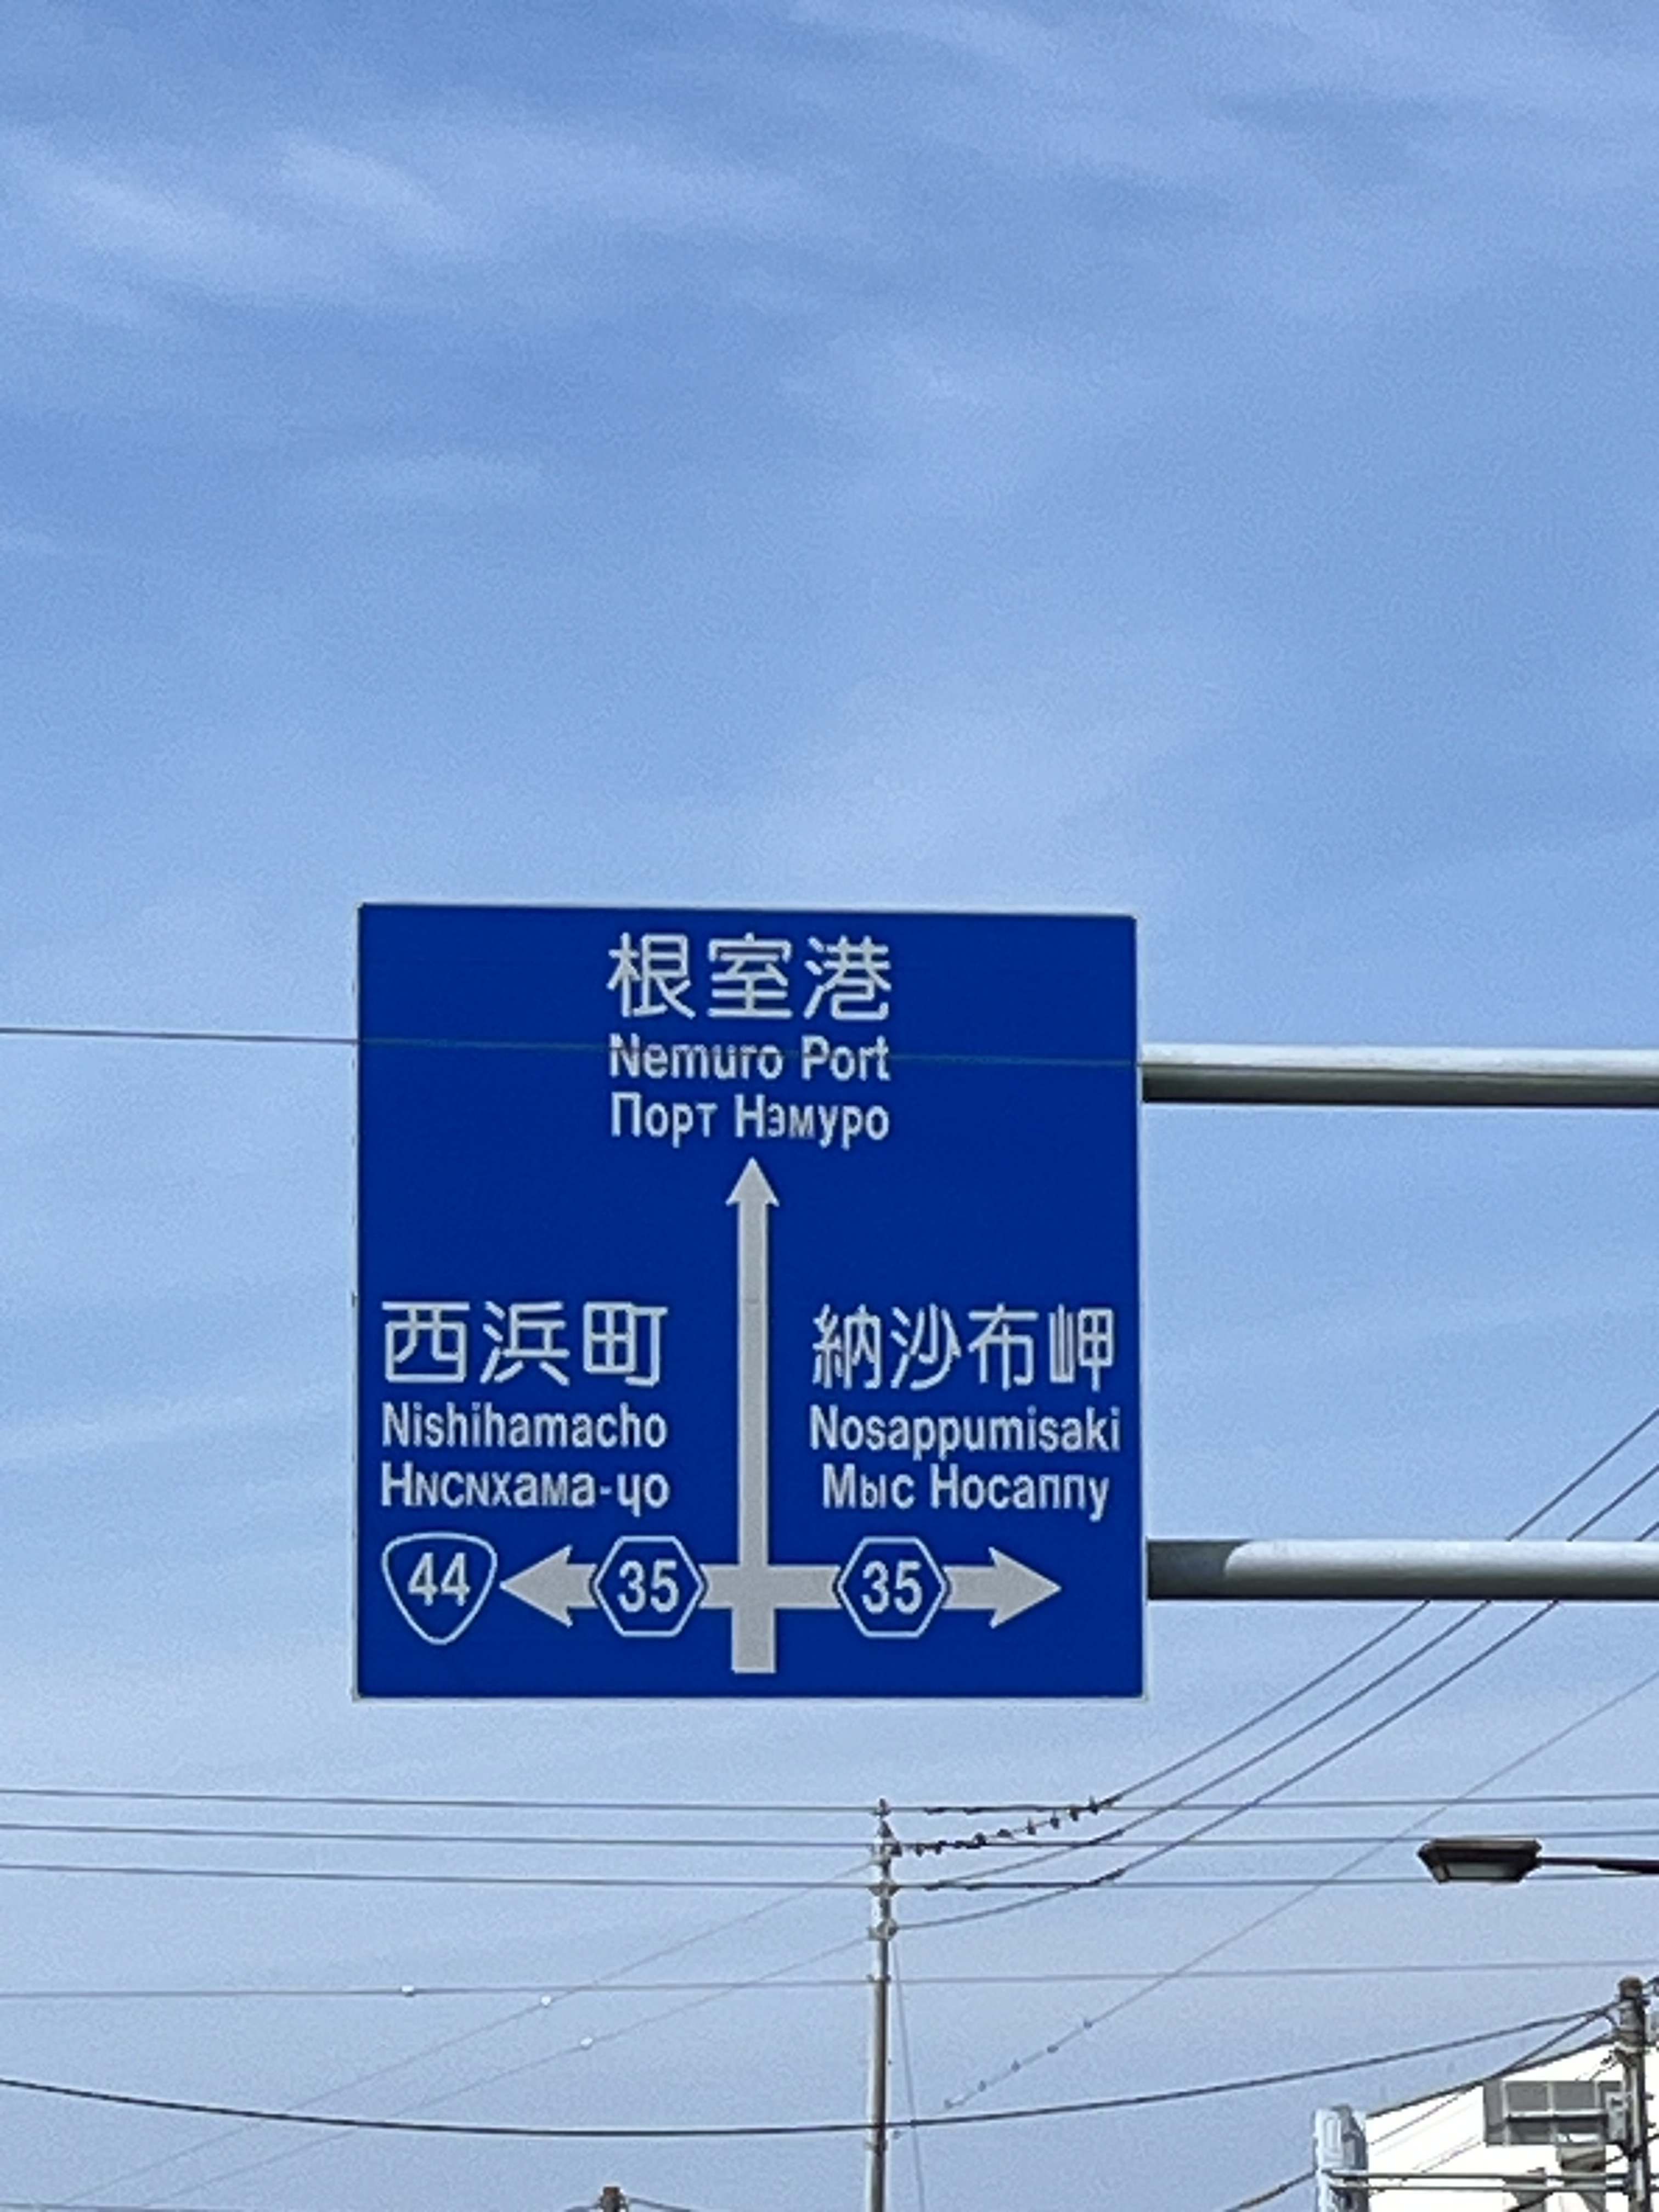 根室港
Nemuro Port
Порт Нэмуро
西浜町
Nishihamacho
НNCNхама-цо
納沙布岬
Nosappumisaki
Мыс Носаппу
44
35
35